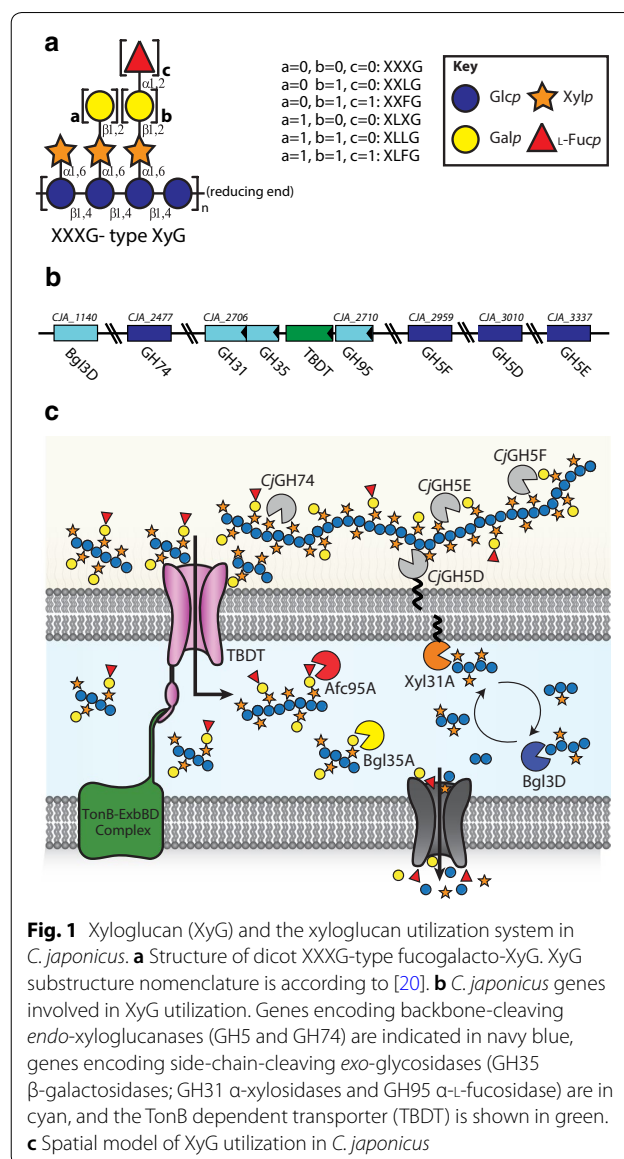 a
c
α1,2
a
b
β1,2
β1,2
α1,6
α1,6
α1,6
n
(reducing end)
β1,4
β1,4
β1,4
XXXG- type XyG
a=0, b=0, c=0: XXXG
a=0 b=1, c=0: XXLG
a=0, b=1, c=1: XXFG
a=1, b=0, c=0: XLXG
a=1, b=1, c=0: XLLG
a=1, b=1, c=1: XLFG
Key
Glcp
Xylp
Galp
L-Fucp
b
CJA_1140
CJA_2477
CJA_2706
CJA_2710
CJA_2959
CJA_3010
CJA_3337
Bgl3D
GH74
GH31
GH35
TBDT
GH95
GH5F
GH5D
GH5E
c
CjGH74
CjGH5E
CjGH5F
CjGH5D
TBDT
Afc95A
Xyl31A
Bgl35A
Bgl3D
TonB-ExbBD
Complex
Fig. 1 Xyloglucan (XyG) and the xyloglucan utilization system in
C. japonicus. a Structure of dicot XXXG-type fucogalacto-XyG. XyG
substructure nomenclature is according to [20]. b C. japonicus genes
involved in XyG utilization. Genes encoding backbone-cleaving
endo-xyloglucanases (GH5 and GH74) are indicated in navy blue,
genes encoding side-chain-cleaving exo-glycosidases (GH35
β-galactosidases; GH31 α-xylosidases and GH95 α-L-fucosidase) are in
cyan, and the TonB dependent transporter (TBDT) is shown in green.
c Spatial model of XyG utilization in C. japonicus